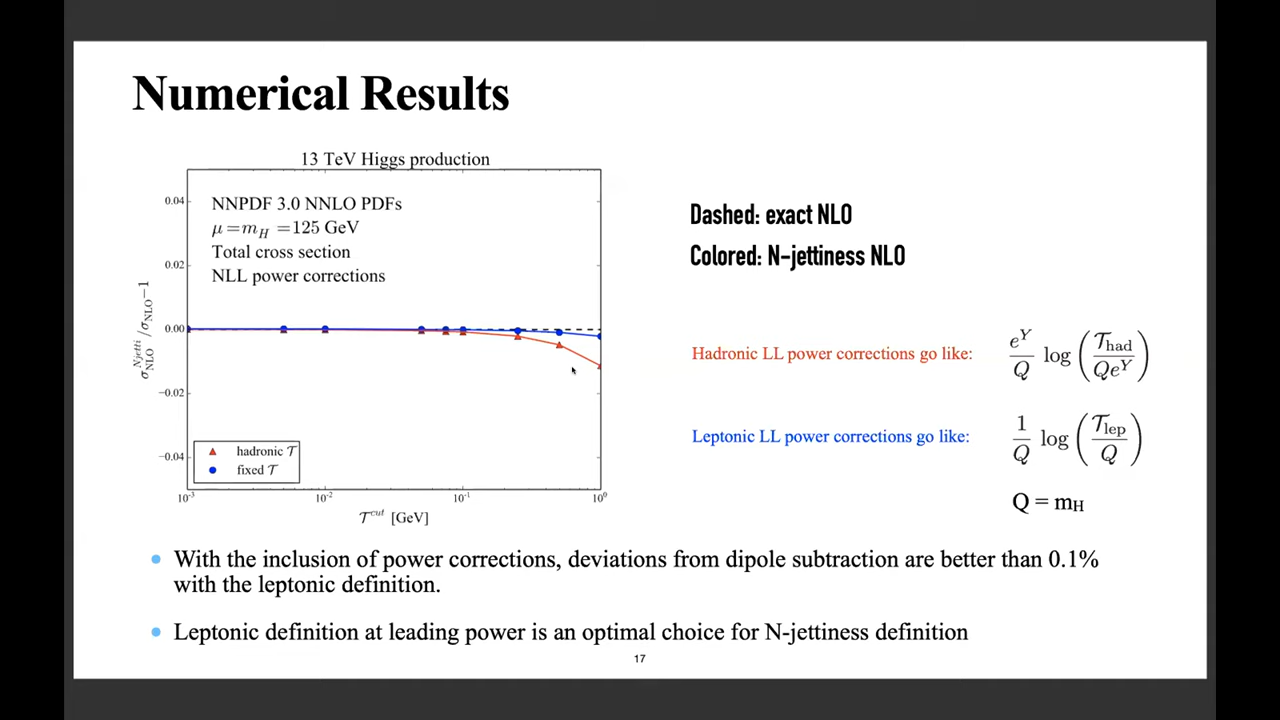 Numerical Results
13 TeV Higgs production
NNPDF 3.0 NNLO PDFs
μ=m_H =125 GeV
Total cross section
NLL power corrections
0.04
0.02
0.00
−0.02
−0.04
σ_NLO^Njetti/σ_NLO−1
hadronic 𝒯
fixed 𝒯
10^-3
10^-2
10^-1
10^0
𝒯^cut [GeV]
Dashed: exact NLO
Colored: N-jettiness NLO
Hadronic LL power corrections go like: e^Y/Q log (𝒯_had/Qe^Y)
Leptonic LL power corrections go like: 1/Q log (𝒯_lep/Q)
Q = m_H
• With the inclusion of power corrections, deviations from dipole subtraction are better than 0.1%
with the leptonic definition.
• Leptonic definition at leading power is an optimal choice for N-jettiness definition
17